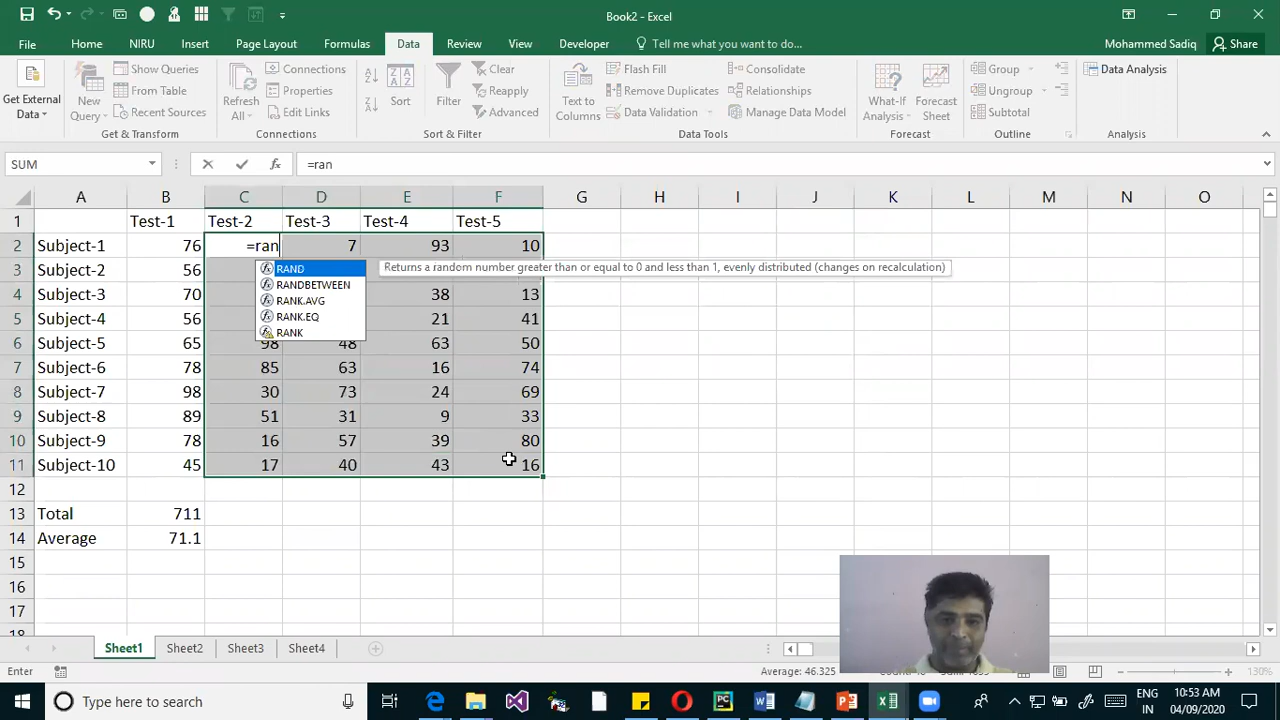 Book2 - Excel
File Home NIRU Insert Page Layout Formulas Data Review View Developer Tell me what you want to do... Mohammed Sadiq Share
Get External Data
New Query
Show Queries
From Table
Recent Sources
Get & Transform
Refresh All
Connections
Properties
Edit Links
Connections
Sort
Filter
Clear
Reapply
Advanced
Sort & Filter
Text to Columns
Flash Fill
Remove Duplicates
Data Validation
Consolidate
Relationships
Manage Data Model
Data Tools
What-If Analysis
Forecast Sheet
Forecast
Group
Ungroup
Subtotal
Outline
Data Analysis
Analysis
SUM fx =ran
A B C D E F G H I J K L M N O
1 Test-1 Test-2 Test-3 Test-4 Test-5
2 Subject-1 76 =ran 7 93 10
RAND
Returns a random number greater than or equal to 0 and less than 1, evenly distributed (changes on recalculation)
RANDBETWEEN
RANK.AVG
RANK.EQ
RANK
3 Subject-2 56
4 Subject-3 70 38 13
5 Subject-4 56 21 41
6 Subject-5 65 98 48 63 50
7 Subject-6 78 85 63 16 74
8 Subject-7 98 30 73 24 69
9 Subject-8 89 51 31 9 33
10 Subject-9 78 16 57 39 80
11 Subject-10 45 17 40 43 16
12
13 Total 711
14 Average 71.1
15
16
17
18
Sheet1 Sheet2 Sheet3 Sheet4
Enter Average: 46.325 130%
Type here to search
ENG
IN
10:53 AM
04/09/2020